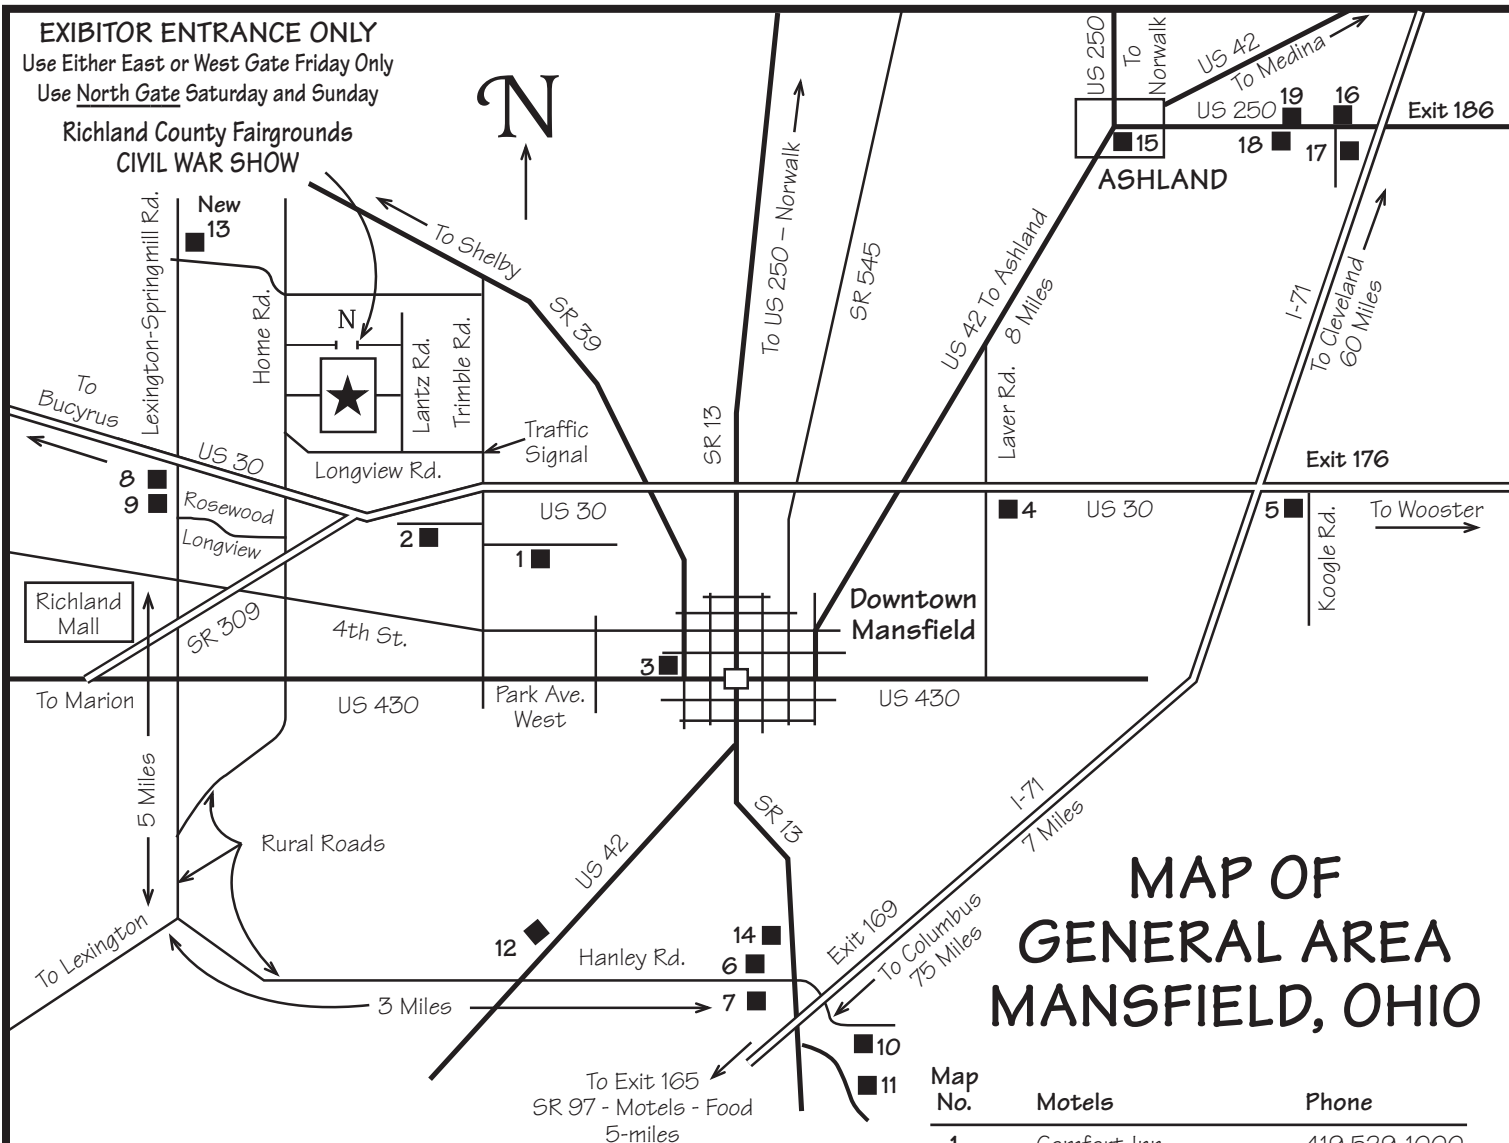 EXIBITOR ENTRANCE ONLY
Use Either East or West Gate Friday Only
Use North Gate Saturday and Sunday
Richland County Fairgrounds
CIVIL WAR SHOW
N
To US 250 – Norwalk
SR 545
US 250
To
Norwalk
US 42
To Medina
US 250
19
16
Exit 186
15
18
17
ASHLAND
Lexington-Springmill Rd.
New
13
To Shelby
SR 39
Home Rd.
N
Lantz Rd.
Trimble Rd.
US 42 To Ashland
8 Miles
I-71
To Cleveland
60 Miles
To
Bucyrus
US 30
Traffic
Signal
Longview Rd.
SR 13
Laver Rd.
Exit 176
8
9
Rosewood
Longview
2
US 30
1
4
US 30
5
Koogle Rd.
To Wooster
Richland
Mall
SR 309
4th St.
Downtown
Mansfield
3
To Marion
US 430
Park Ave.
West
US 430
5 Miles
Rural Roads
SR 13
I-71
7 Miles
US 42
To Lexington
12
Hanley Rd.
14
6
7
3 Miles
Exit 169
To Columbus
75 Miles
10
11
To Exit 165
SR 97 - Motels - Food
5-miles
MAP OF
GENERAL AREA
MANSFIELD, OHIO
Map
No. Motels Phone
1 Comfort Inn 419-529-1000